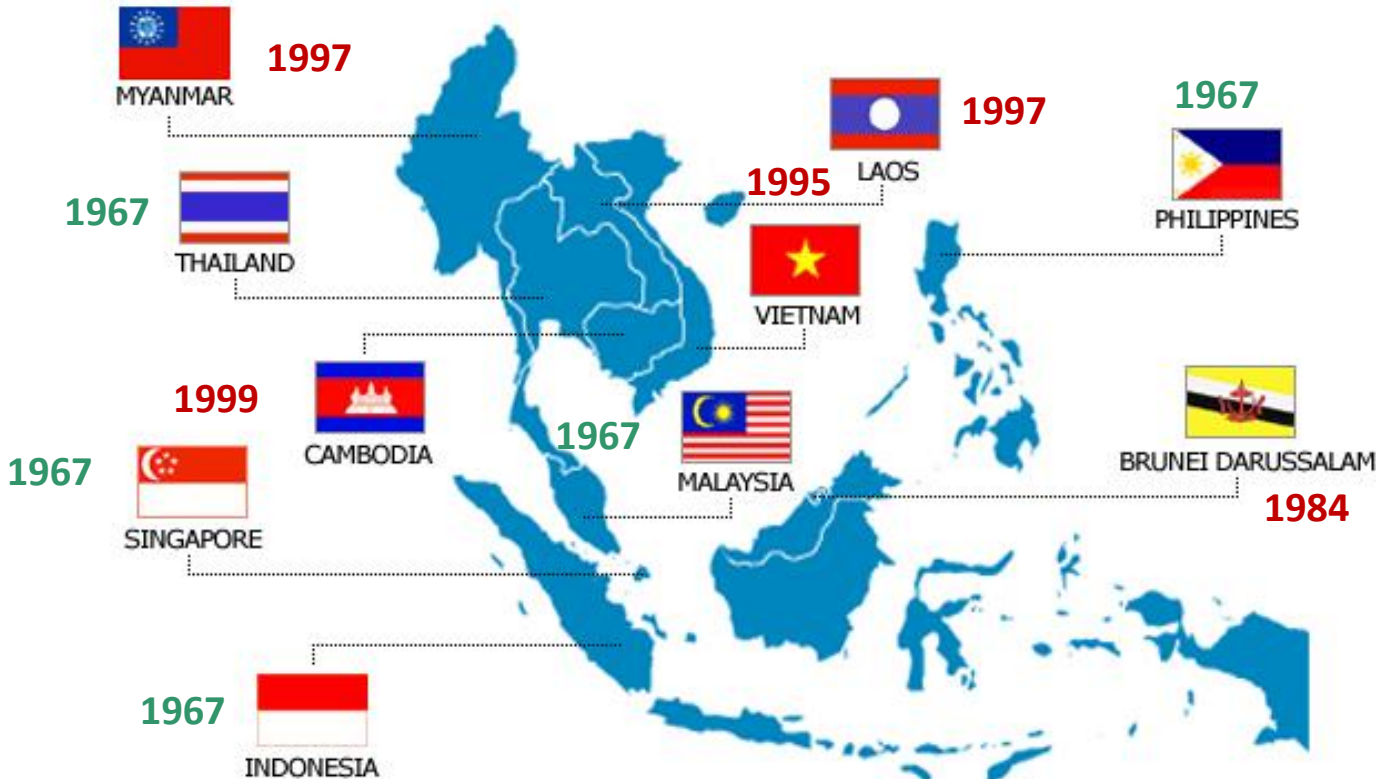 1997
MYANMAR
1967
1997
LAOS
1995
1967
PHILIPPINES
THAILAND
VIETNAM
1999
CAMBODIA
1967
MALAYSIA
BRUNEI DARUSSALAM
1984
1967
SINGAPORE
1967
INDONESIA